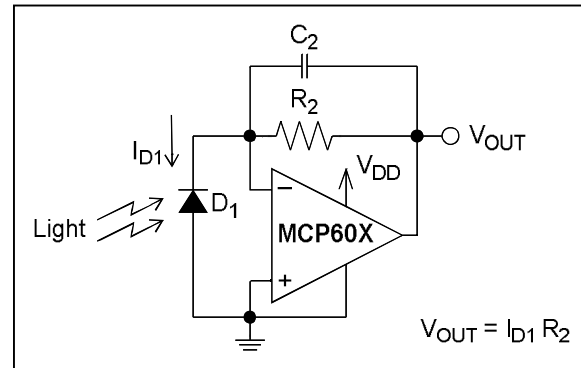 C2
R2
ID1
VOUT
VDD
D1
Light
−
MCP60X
+
VOUT = ID1 R2